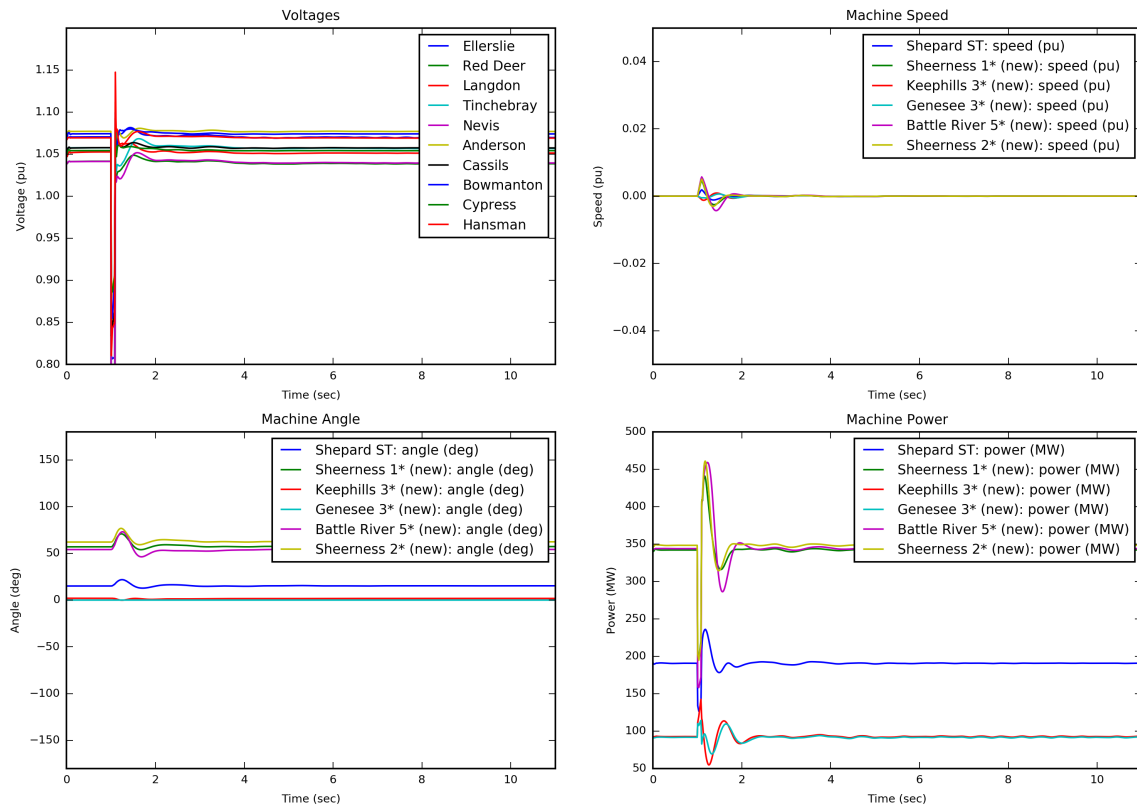 Voltages
1.15
1.10
1.05
1.00
0.95
0.90
0.85
0.80
Voltage (pu)
Ellerslie
Red Deer
Langdon
Tinchebray
Nevis
Anderson
Cassils
Bowmanton
Cypress
Hansman
0 2 4 6 8 10
Time (sec)
Machine Speed
0.04
0.02
0.00
−0.02
−0.04
Speed (pu)
Shepard ST: speed (pu)
Sheerness 1* (new): speed (pu)
Keephills 3* (new): speed (pu)
Genesee 3* (new): speed (pu)
Battle River 5* (new): speed (pu)
Sheerness 2* (new): speed (pu)
0 2 4 6 8 10
Time (sec)
Machine Angle
150
100
50
0
−50
−100
−150
Angle (deg)
Shepard ST: angle (deg)
Sheerness 1* (new): angle (deg)
Keephills 3* (new): angle (deg)
Genesee 3* (new): angle (deg)
Battle River 5* (new): angle (deg)
Sheerness 2* (new): angle (deg)
0 2 4 6 8 10
Time (sec)
Machine Power
500
450
400
350
300
250
200
150
100
50
Power (MW)
Shepard ST: power (MW)
Sheerness 1* (new): power (MW)
Keephills 3* (new): power (MW)
Genesee 3* (new): power (MW)
Battle River 5* (new): power (MW)
Sheerness 2* (new): power (MW)
0 2 4 6 8 10
Time (sec)